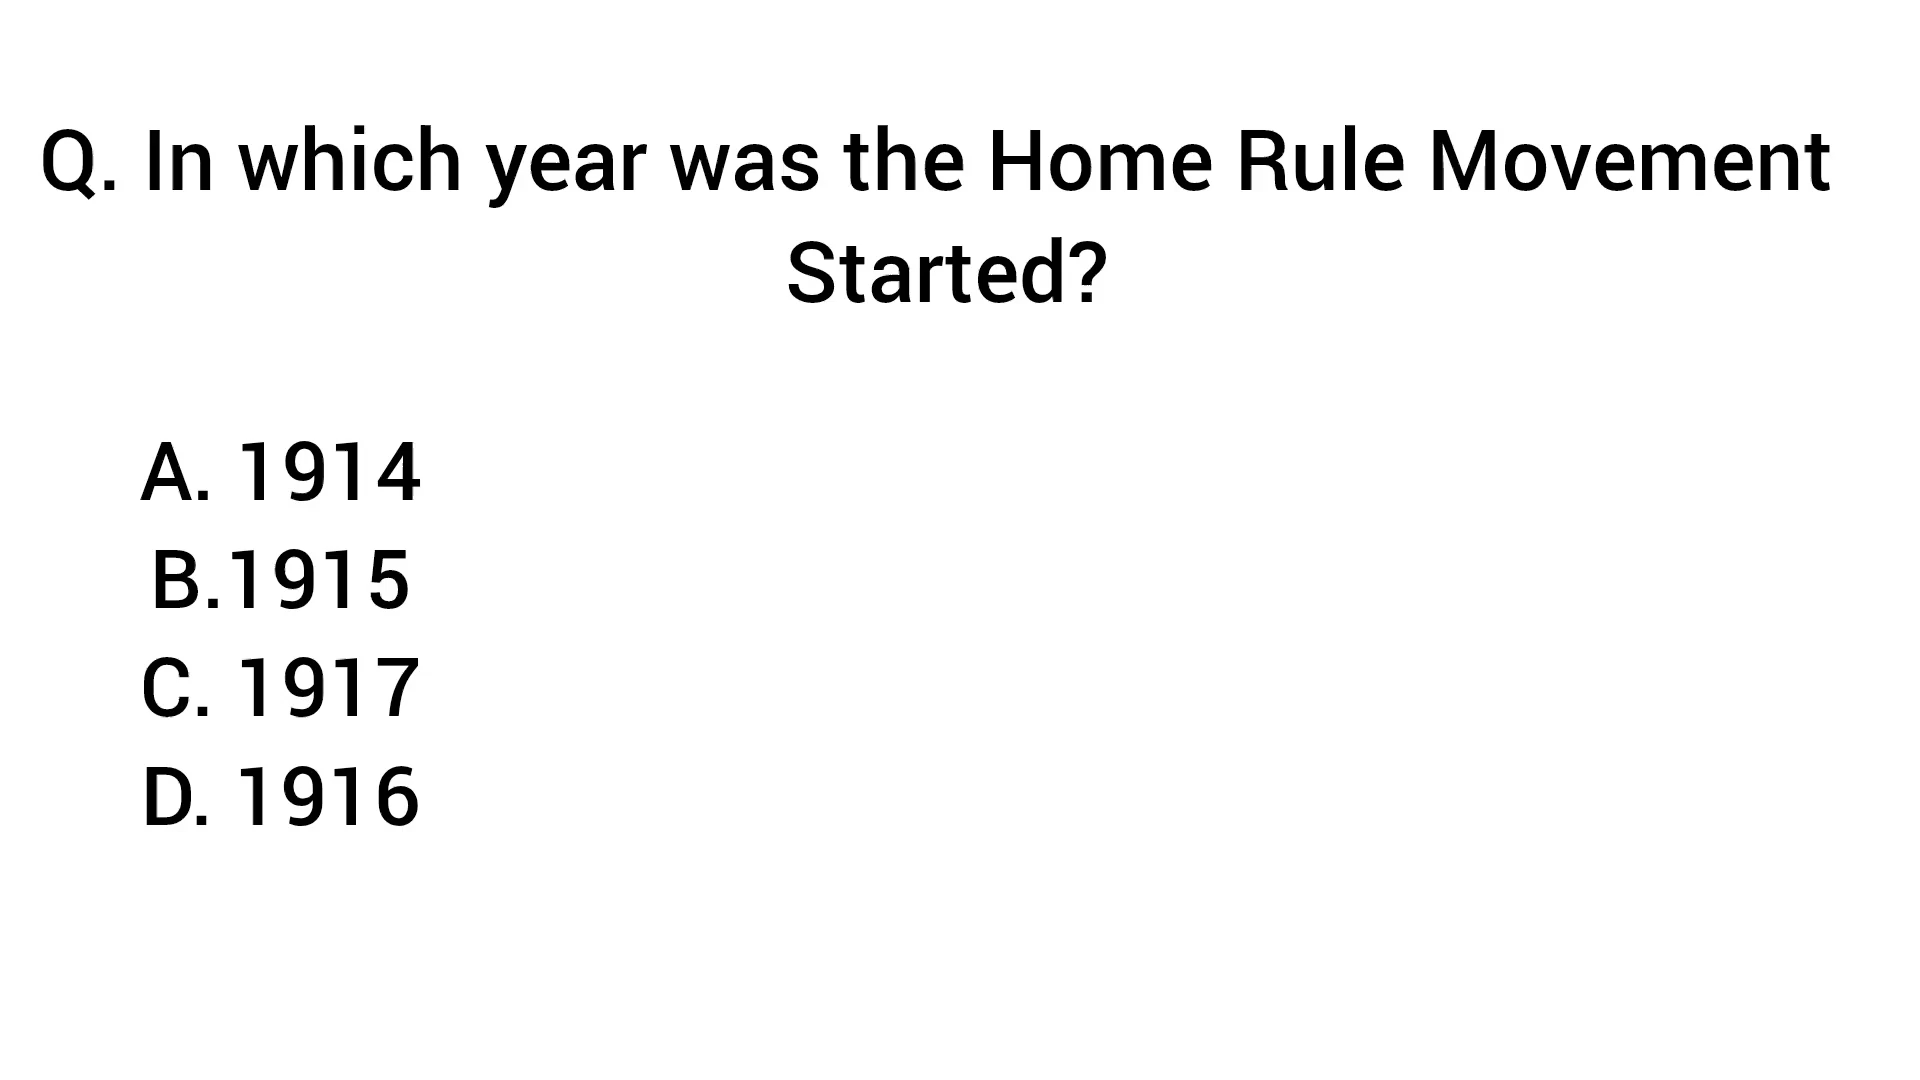 Q. In which year was the Home Rule Movement
Started?
A. 1914
B.1915
C. 1917
D. 1916